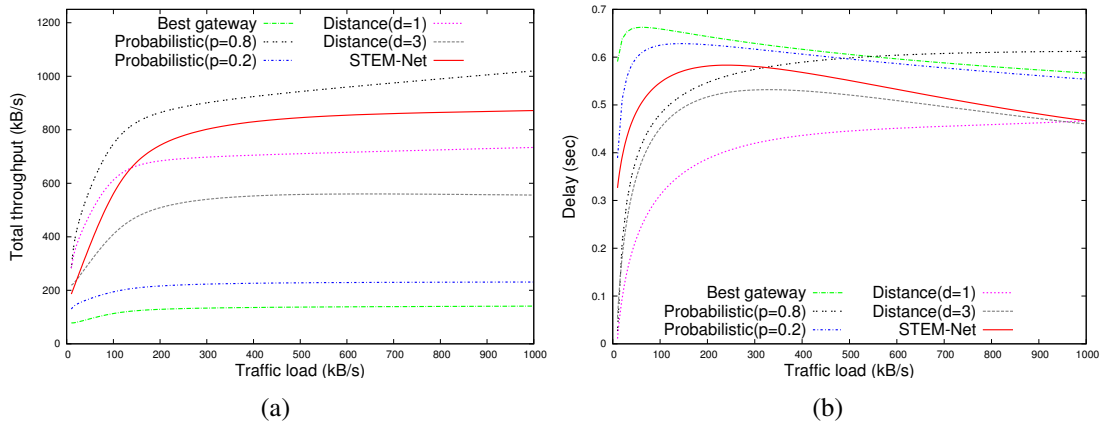 Total throughput (kB/s)
1200
1000
800
600
400
200
0
Best gateway
Probabilistic(p=0.8)
Probabilistic(p=0.2)
Distance(d=1)
Distance(d=3)
STEM-Net
0 100 200 300 400 500 600 700 800 900 1000
Traffic load (kB/s)
(a)
Delay (sec)
0.7
0.6
0.5
0.4
0.3
0.2
0.1
0
Best gateway
Probabilistic(p=0.8)
Probabilistic(p=0.2)
Distance(d=1)
Distance(d=3)
STEM-Net
0 100 200 300 400 500 600 700 800 900 1000
Traffic load (kB/s)
(b)